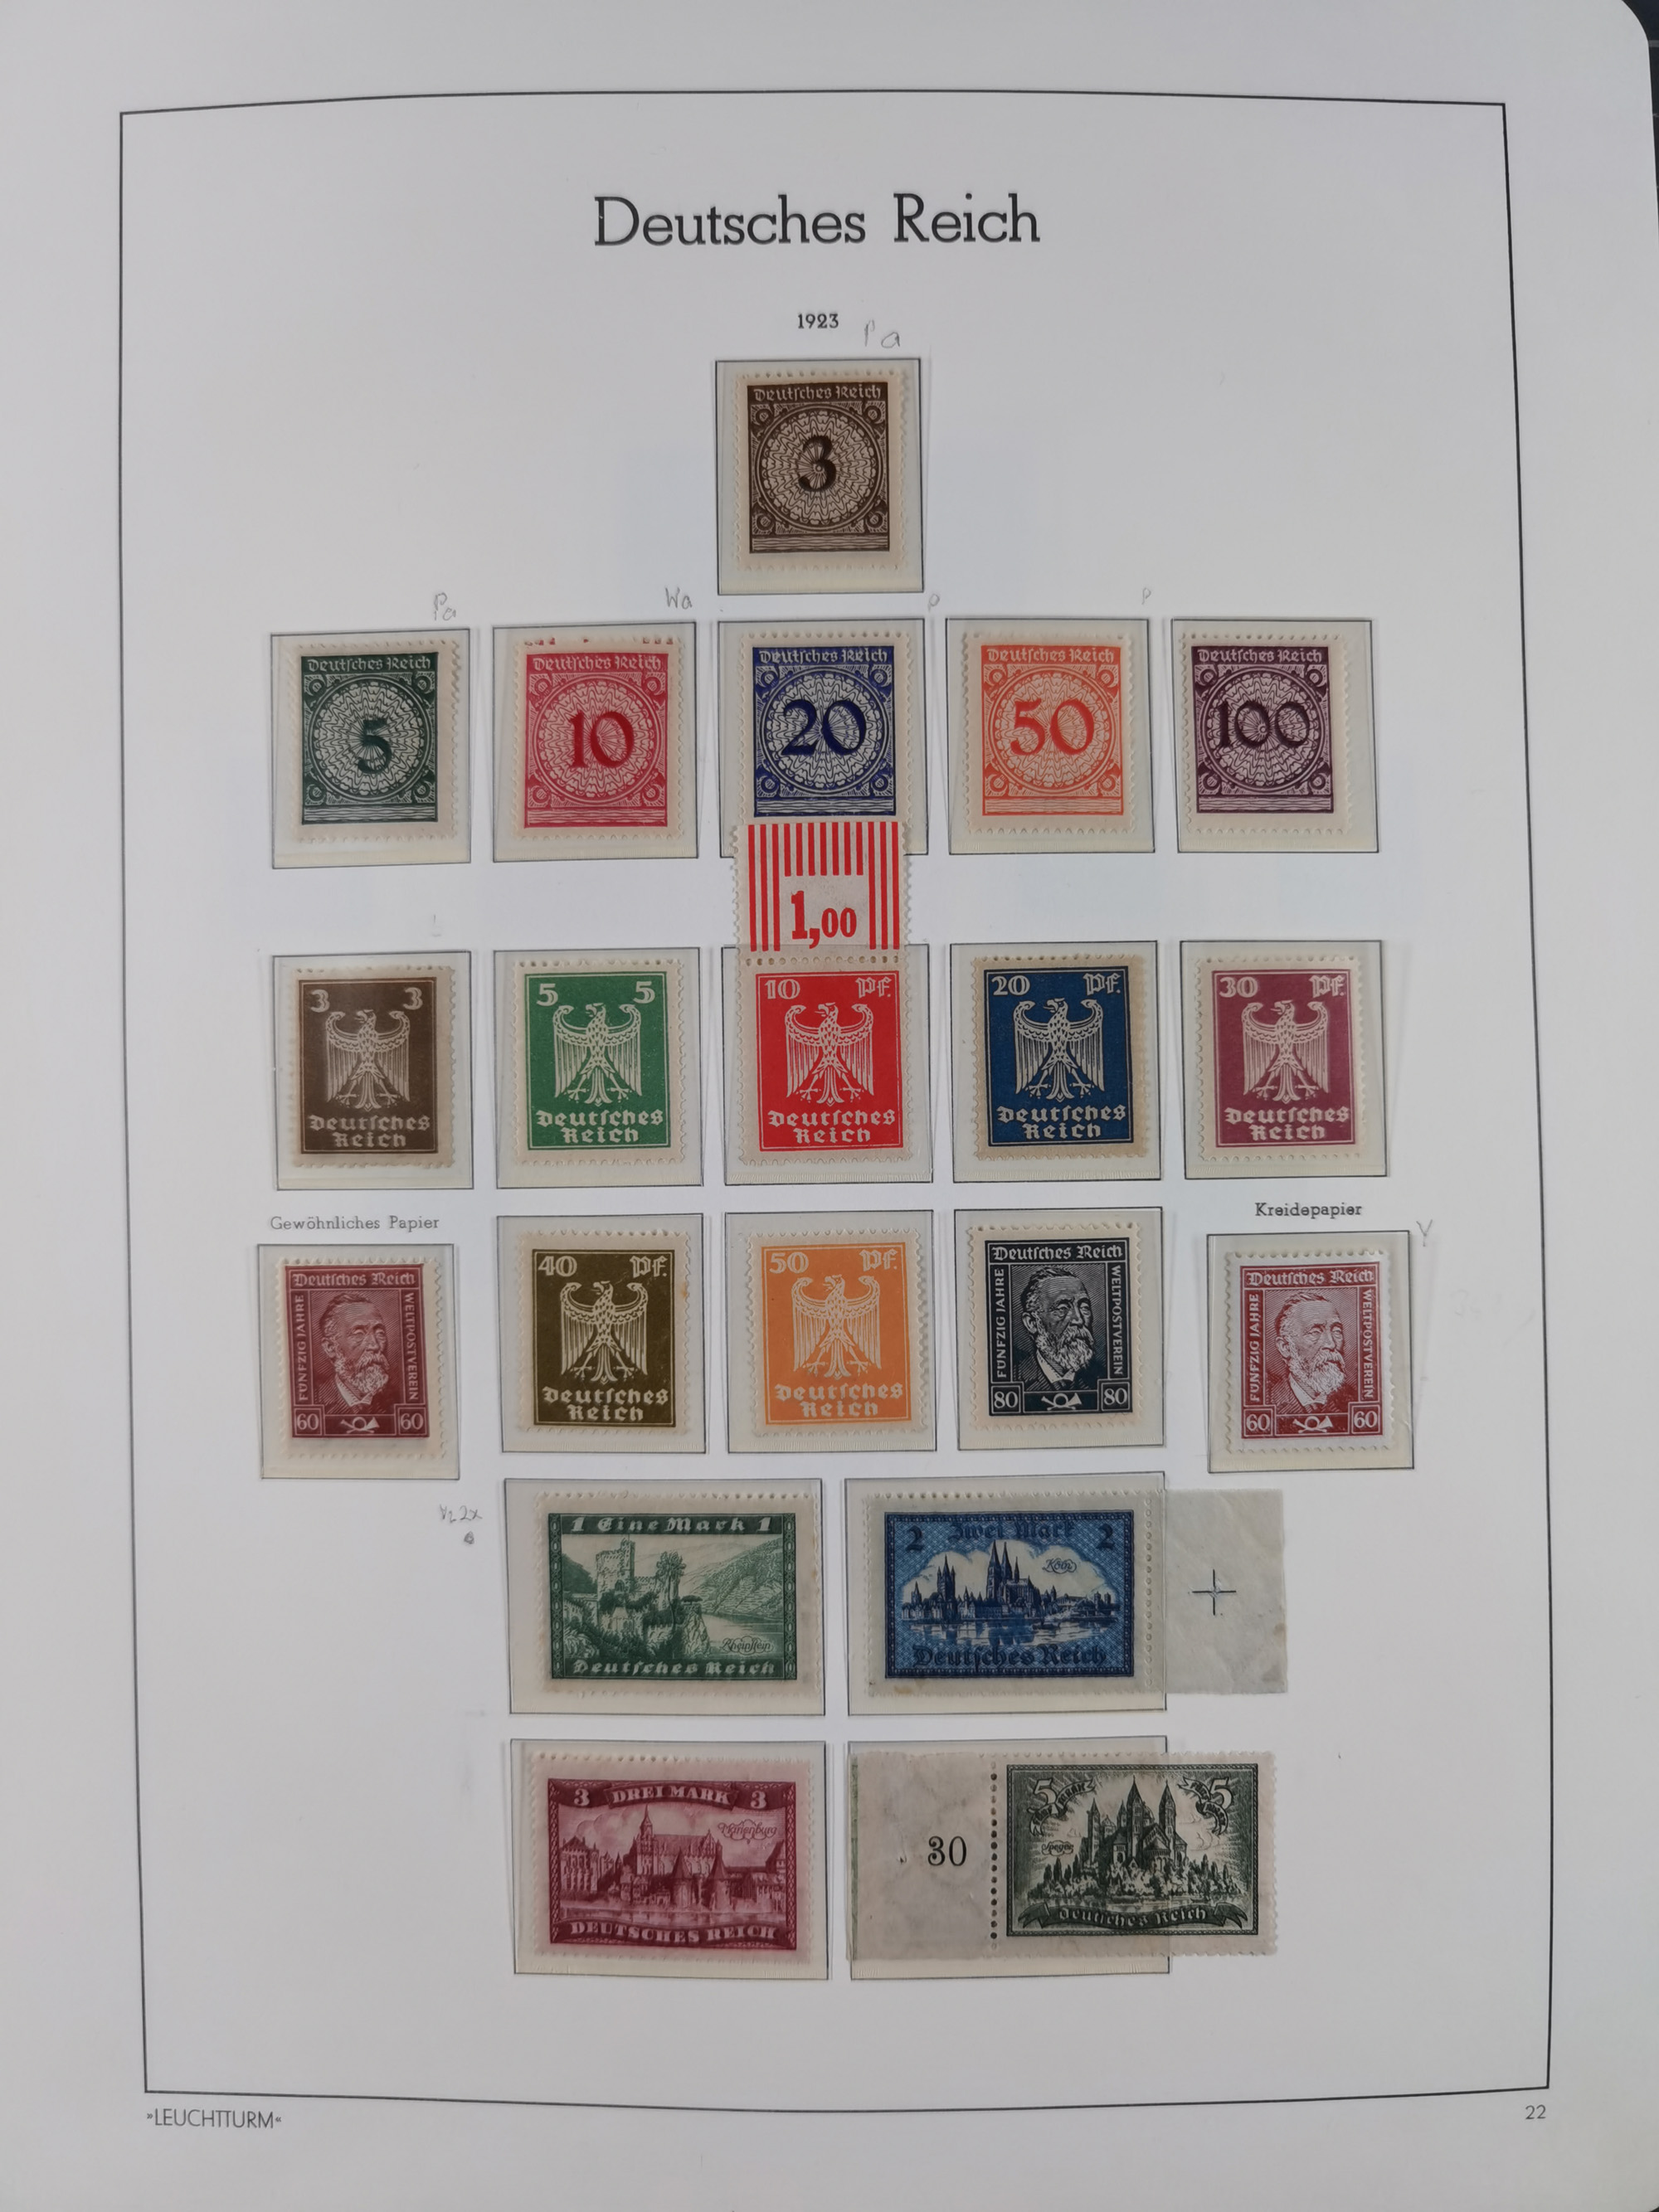 Deutsches Reich
1923
Pa
Deutsches Reich
3
Pa
Wa
P
P
Deutsches Reich
5
Deutsches Reich
10
Deutsches Reich
20
Deutsches Reich
50
Deutsches Reich
100
1,00
3 3
Deutsches
Reich
5 5
Deutsches
Reich
10 Pf.
Deutsches
Reich
20 Pf.
Deutsches
Reich
30 Pf.
Deutsches
Reich
Gewöhnliches Papier
Deutsches Reich
FÜNFZIG JAHRE
WELTPOSTVEREIN
60 60
40 Pf.
Deutsches
Reich
50 Pf.
Deutsches
Reich
Deutsches Reich
FÜNFZIG JAHRE
WELTPOSTVEREIN
80 80
Kreidepapier
Y
Deutsches Reich
FÜNFZIG JAHRE
WELTPOSTVEREIN
60 60
1 Eine Mark 1
Rheinstein
Deutsches Reich
2 Zwei Mark 2
Köln
Deutsches Reich
3 DREI MARK 3
Marienburg
DEUTSCHES REICH
30
5 5
Speyer
Deutsches Reich
»LEUCHTTURM«
22